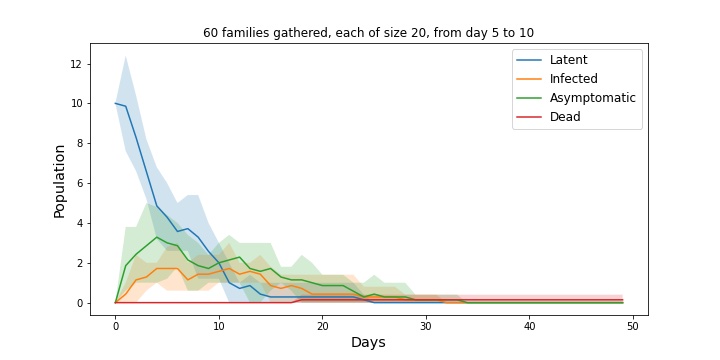 60 families gathered, each of size 20, from day 5 to 10
Latent
Infected
Asymptomatic
Dead
12
10
8
6
4
2
0
Population
0
10
20
30
40
50
Days